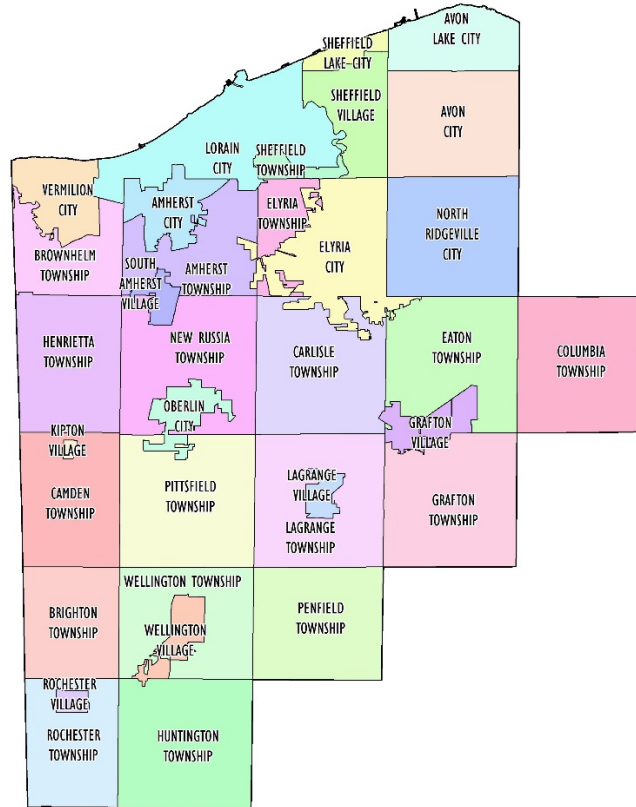 AVON
LAKE CITY
SHEFFIELD
LAKE CITY
SHEFFIELD
VILLAGE
AVON
CITY
LORAIN
CITY
SHEFFIELD
TOWNSHIP
VERMILION
CITY
AMHERST
CITY
ELYRIA
TOWNSHIP
NORTH
RIDGEVILLE
CITY
ELYRIA
CITY
BROWNHELM
TOWNSHIP
SOUTH
AMHERST
VILLAGE
AMHERST
TOWNSHIP
HENRIETTA
TOWNSHIP
NEW RUSSIA
TOWNSHIP
CARLISLE
TOWNSHIP
EATON
TOWNSHIP
COLUMBIA
TOWNSHIP
OBERLIN
CITY
GRAFTON
VILLAGE
KIPTON
VILLAGE
CAMDEN
TOWNSHIP
PITTSFIELD
TOWNSHIP
LAGRANGE
VILLAGE
LAGRANGE
TOWNSHIP
GRAFTON
TOWNSHIP
WELLINGTON TOWNSHIP
BRIGHTON
TOWNSHIP
WELLINGTON
VILLAGE
PENFIELD
TOWNSHIP
ROCHESTER
VILLAGE
ROCHESTER
TOWNSHIP
HUNTINGTON
TOWNSHIP